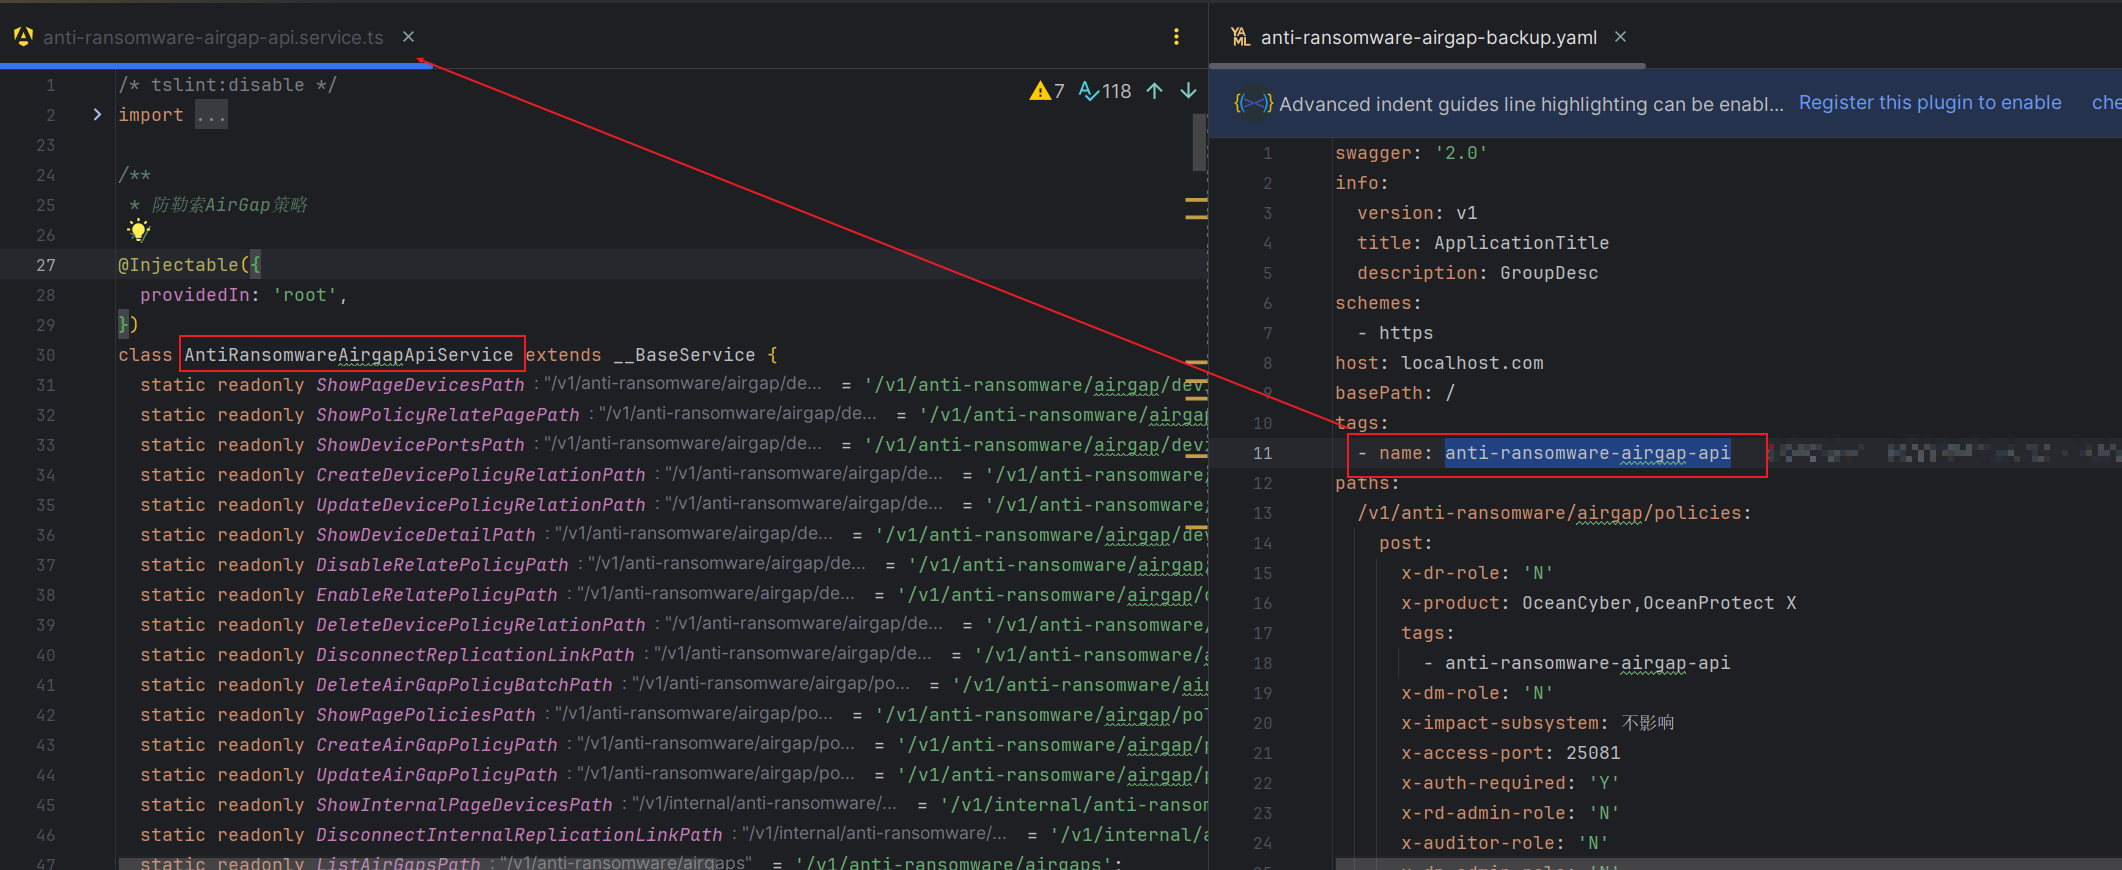 anti-ransomware-airgap-api.service.ts
7 118
1 /* tslint:disable */
2 import ...
23
24 /**
25 * 防勒索AirGap策略
26 */
27 @Injectable({
28 providedIn: 'root',
29 })
30 class AntiRansomwareAirgapApiService extends __BaseService {
31 static readonly ShowPageDevicesPath : "/v1/anti-ransomware/airgap/de... = '/v1/anti-ransomware/airgap/dev
32 static readonly ShowPolicyRelatePagePath : "/v1/anti-ransomware/airgap/de... = '/v1/anti-ransomware/airgap
33 static readonly ShowDevicePortsPath : "/v1/anti-ransomware/airgap/de... = '/v1/anti-ransomware/airgap/devi
34 static readonly CreateDevicePolicyRelationPath : "/v1/anti-ransomware/airgap/de... = '/v1/anti-ransomware/
35 static readonly UpdateDevicePolicyRelationPath : "/v1/anti-ransomware/airgap/de... = '/v1/anti-ransomware/
36 static readonly ShowDeviceDetailPath : "/v1/anti-ransomware/airgap/de... = '/v1/anti-ransomware/airgap/dev
37 static readonly DisableRelatePolicyPath : "/v1/anti-ransomware/airgap/de... = '/v1/anti-ransomware/airgap/
38 static readonly EnableRelatePolicyPath : "/v1/anti-ransomware/airgap/de... = '/v1/anti-ransomware/airgap/d
39 static readonly DeleteDevicePolicyRelationPath : "/v1/anti-ransomware/airgap/de... = '/v1/anti-ransomware/
40 static readonly DisconnectReplicationLinkPath : "/v1/anti-ransomware/airgap/de... = '/v1/anti-ransomware/a
41 static readonly DeleteAirGapPolicyBatchPath : "/v1/anti-ransomware/airgap/po... = '/v1/anti-ransomware/air
42 static readonly ShowPagePoliciesPath : "/v1/anti-ransomware/airgap/po... = '/v1/anti-ransomware/airgap/pol
43 static readonly CreateAirGapPolicyPath : "/v1/anti-ransomware/airgap/po... = '/v1/anti-ransomware/airgap/p
44 static readonly UpdateAirGapPolicyPath : "/v1/anti-ransomware/airgap/po... = '/v1/anti-ransomware/airgap/p
45 static readonly ShowInternalPageDevicesPath : "/v1/internal/anti-ransomware/... = '/v1/internal/anti-ransom
46 static readonly DisconnectInternalReplicationLinkPath : "/v1/internal/anti-ransomware/... = '/v1/internal/a
47 static readonly ListAirGapsPath : "/v1/anti-ransomware/airgaps" = '/v1/anti-ransomware/airgaps';
YAML anti-ransomware-airgap-backup.yaml
Advanced indent guides line highlighting can be enabl... Register this plugin to enable che
1 swagger: '2.0'
2 info:
3 version: v1
4 title: ApplicationTitle
5 description: GroupDesc
6 schemes:
7 - https
8 host: localhost.com
9 basePath: /
10 tags:
11 - name: anti-ransomware-airgap-api
12 paths:
13 /v1/anti-ransomware/airgap/policies:
14 post:
15 x-dr-role: 'N'
16 x-product: OceanCyber,OceanProtect X
17 tags:
18 - anti-ransomware-airgap-api
19 x-dm-role: 'N'
20 x-impact-subsystem: 不影响
21 x-access-port: 25081
22 x-auth-required: 'Y'
23 x-rd-admin-role: 'N'
24 x-auditor-role: 'N'
25 x-dr-admin-role: 'N'